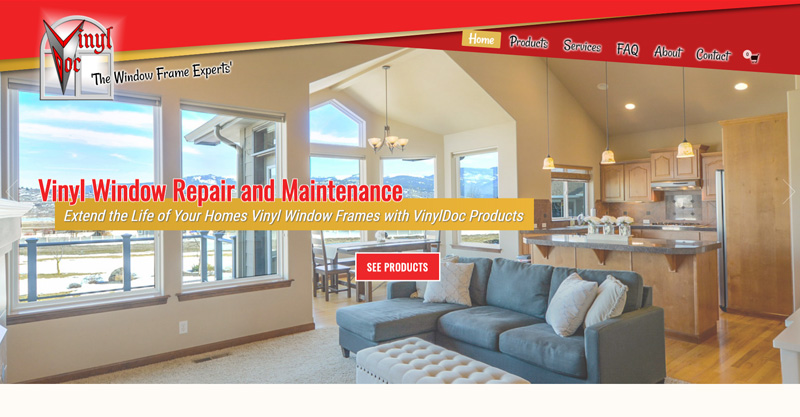 Vinyl
Doc
The Window Frame Experts'
Home
Products
Services
FAQ
About
Contact
0
Vinyl Window Repair and Maintenance
Extend the Life of Your Homes Vinyl Window Frames with VinylDoc Products
SEE PRODUCTS